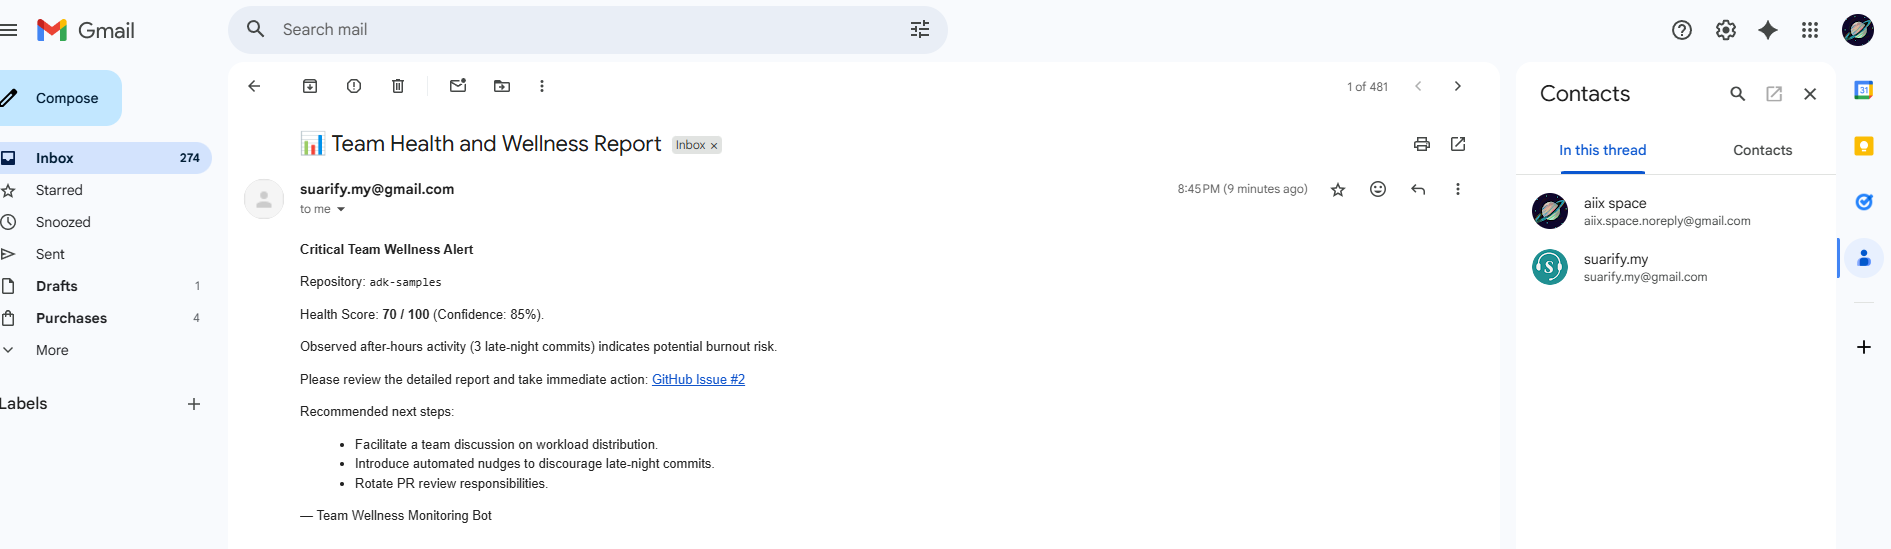 Gmail
Search mail
Compose
Inbox 274
Starred
Snoozed
Sent
Drafts 1
Purchases 4
More
Labels
1 of 481
📊 Team Health and Wellness Report Inbox ×
suarify.my@gmail.com 8:45 PM (9 minutes ago)
to me
Critical Team Wellness Alert
Repository: adk-samples
Health Score: 70 / 100 (Confidence: 85%).
Observed after-hours activity (3 late-night commits) indicates potential burnout risk.
Please review the detailed report and take immediate action: GitHub Issue #2
Recommended next steps:
• Facilitate a team discussion on workload distribution.
• Introduce automated nudges to discourage late-night commits.
• Rotate PR review responsibilities.
— Team Wellness Monitoring Bot
Contacts
In this thread Contacts
aiix space
aiix.space.noreply@gmail.com
S
suarify.my
suarify.my@gmail.com
31